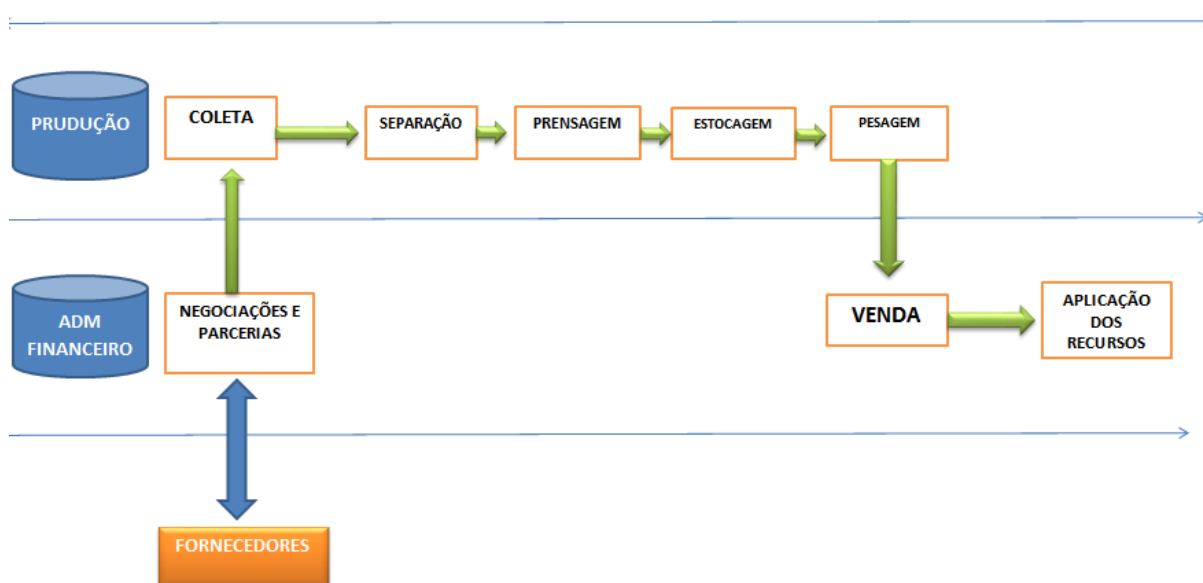 PRUDUÇÃO
COLETA
SEPARAÇÃO
PRENSAGEM
ESTOCAGEM
PESAGEM
ADM
FINANCEIRO
NEGOCIAÇÕES E
PARCERIAS
VENDA
APLICAÇÃO
DOS
RECURSOS
FORNECEDORES